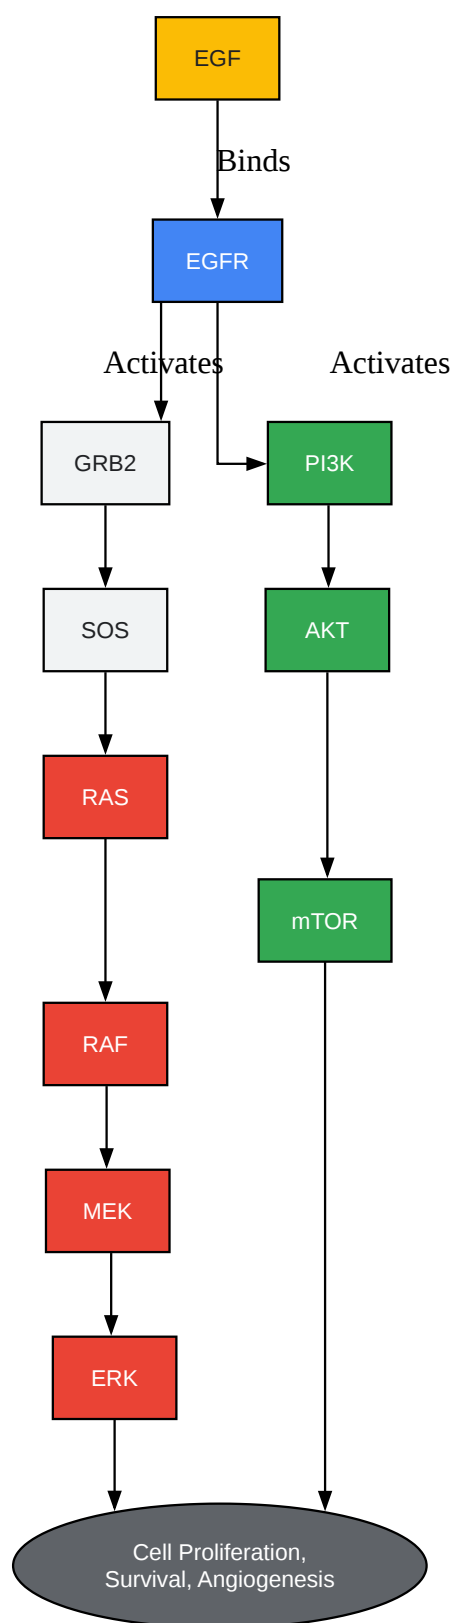 EGF
Binds
EGFR
Activates
Activates
GRB2
PI3K
SOS
AKT
RAS
mTOR
RAF
MEK
ERK
Cell Proliferation,
Survival, Angiogenesis